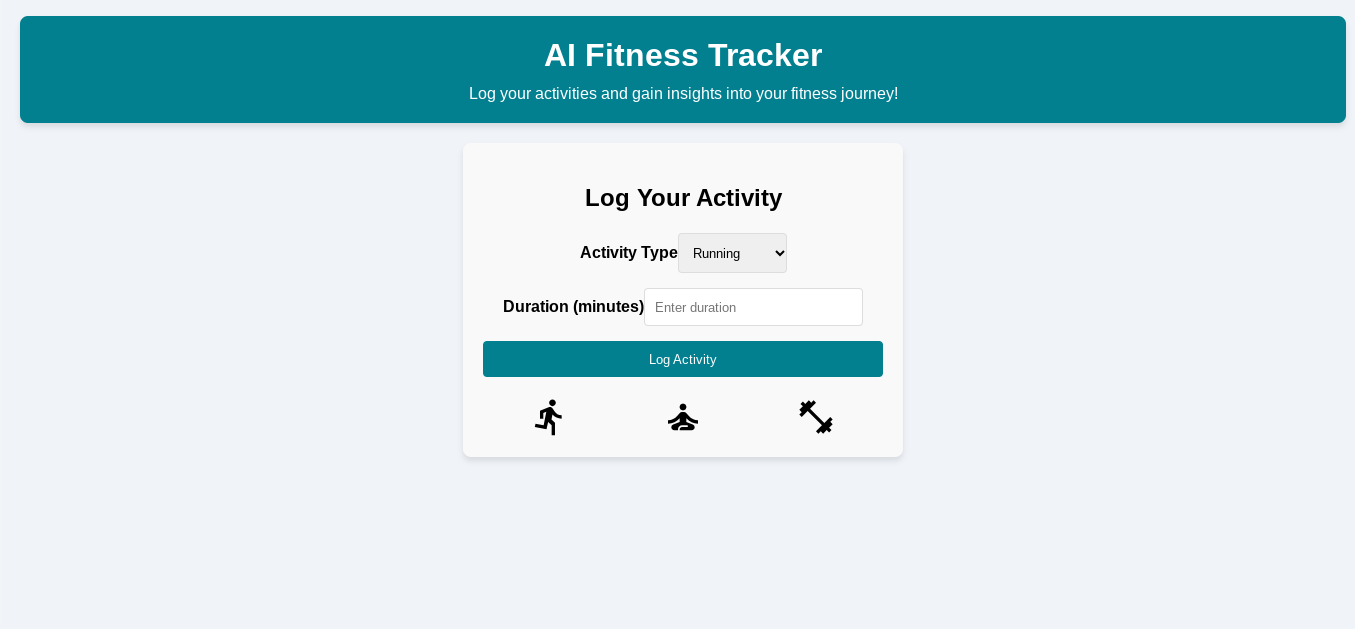 AI Fitness Tracker
Log your activities and gain insights into your fitness journey!
Log Your Activity
Activity Type Running
Duration (minutes) Enter duration
Log Activity